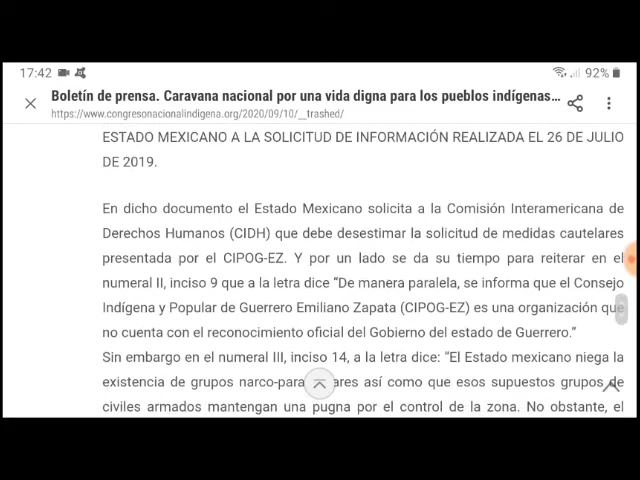 17:42
92%
Boletín de prensa. Caravana nacional por una vida digna para los pueblos indígenas...
https://www.congresonacionalindigena.org/2020/09/10/__trashed/
ESTADO MEXICANO A LA SOLICITUD DE INFORMACIÓN REALIZADA EL 26 DE JULIO
DE 2019.
En dicho documento el Estado Mexicano solicita a la Comisión Interamericana de
Derechos Humanos (CIDH) que debe desestimar la solicitud de medidas cautelares
presentada por el CIPOG-EZ. Y por un lado se da su tiempo para reiterar en el
numeral II, inciso 9 que a la letra dice “De manera paralela, se informa que el Consejo
Indígena y Popular de Guerrero Emiliano Zapata (CIPOG-EZ) es una organización que
no cuenta con el reconocimiento oficial del Gobierno del estado de Guerrero.”
Sin embargo en el numeral III, inciso 14, a la letra dice: “El Estado mexicano niega la
existencia de grupos así como que esos supuestos grupos de
civiles armados mantengan una pugna por el control de la zona. No obstante, el